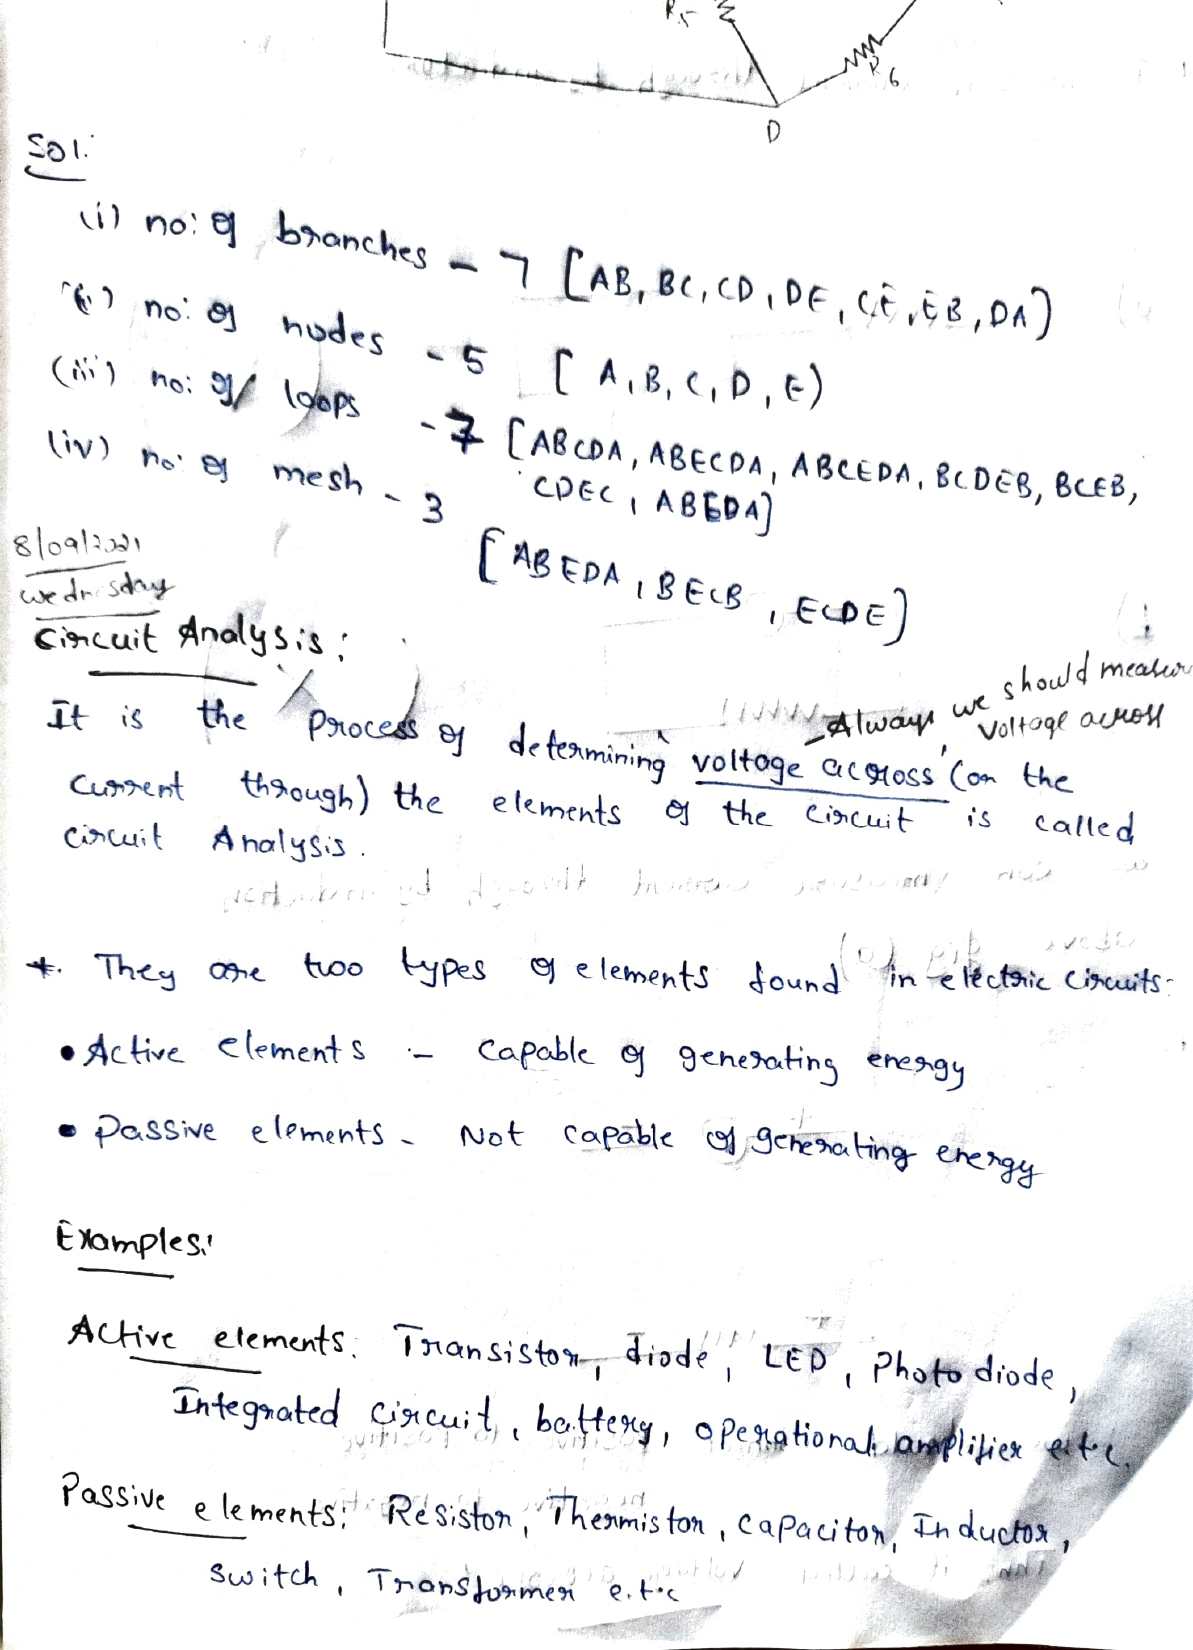 R5
R6
D
Sol:
(i) no: of branches - 7 [AB, BC, CD, DE, CE, EB, DA]
(ii) no: of nodes - 5 [A, B, C, D, E)
(iii) no: of loops - 7 [ABCDA, ABECDA, ABCEDA, BCDEB, BCEB,
CDEC, ABEDA]
(iv) no: of mesh - 3 [ABEDA, BECB, ECDE]
8/09/2021
wednesday
Circuit Analysis:
Always we should measur
voltage across
It is the process of determining voltage across (or the
current through) the elements of the circuit is called
circuit Analysis.
*. They are two types of elements found in electric circuits:
• Active elements :- capable of generating energy
• Passive elements - Not capable of generating energy
Examples:
Active elements: Transistor, diode, LED, Photo diode,
Integrated circuit, battery, operational amplifier e.t.c.
Passive elements: Resistor, Thermistor, capacitor, Inductor,
switch, Transformer e.t.c